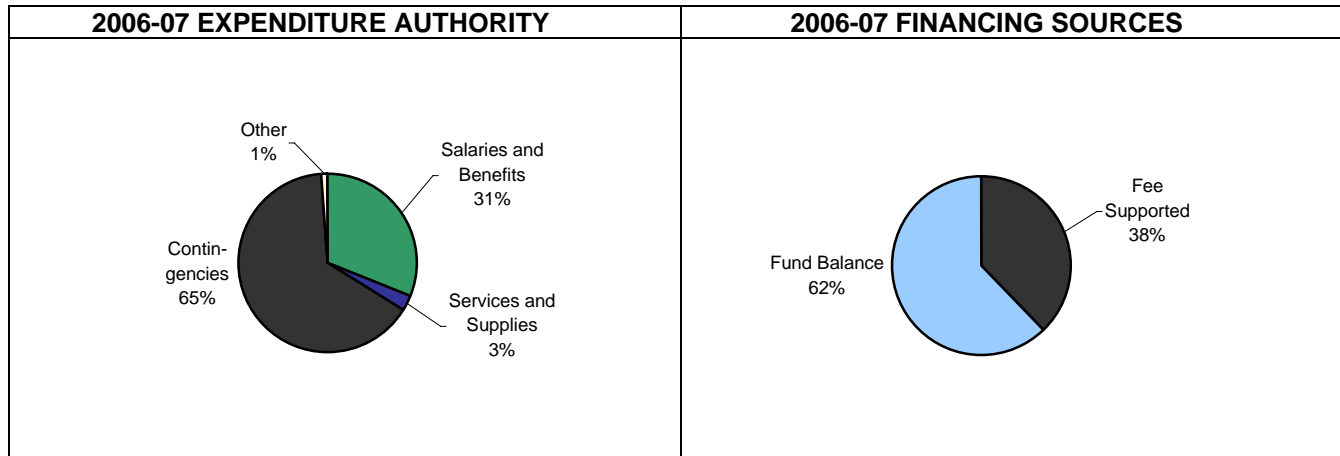 2006-07 EXPENDITURE AUTHORITY
Other
1%
Salaries and
Benefits
31%
Contin-
gencies
65%
Services and
Supplies
3%
2006-07 FINANCING SOURCES
Fee
Supported
38%
Fund Balance
62%